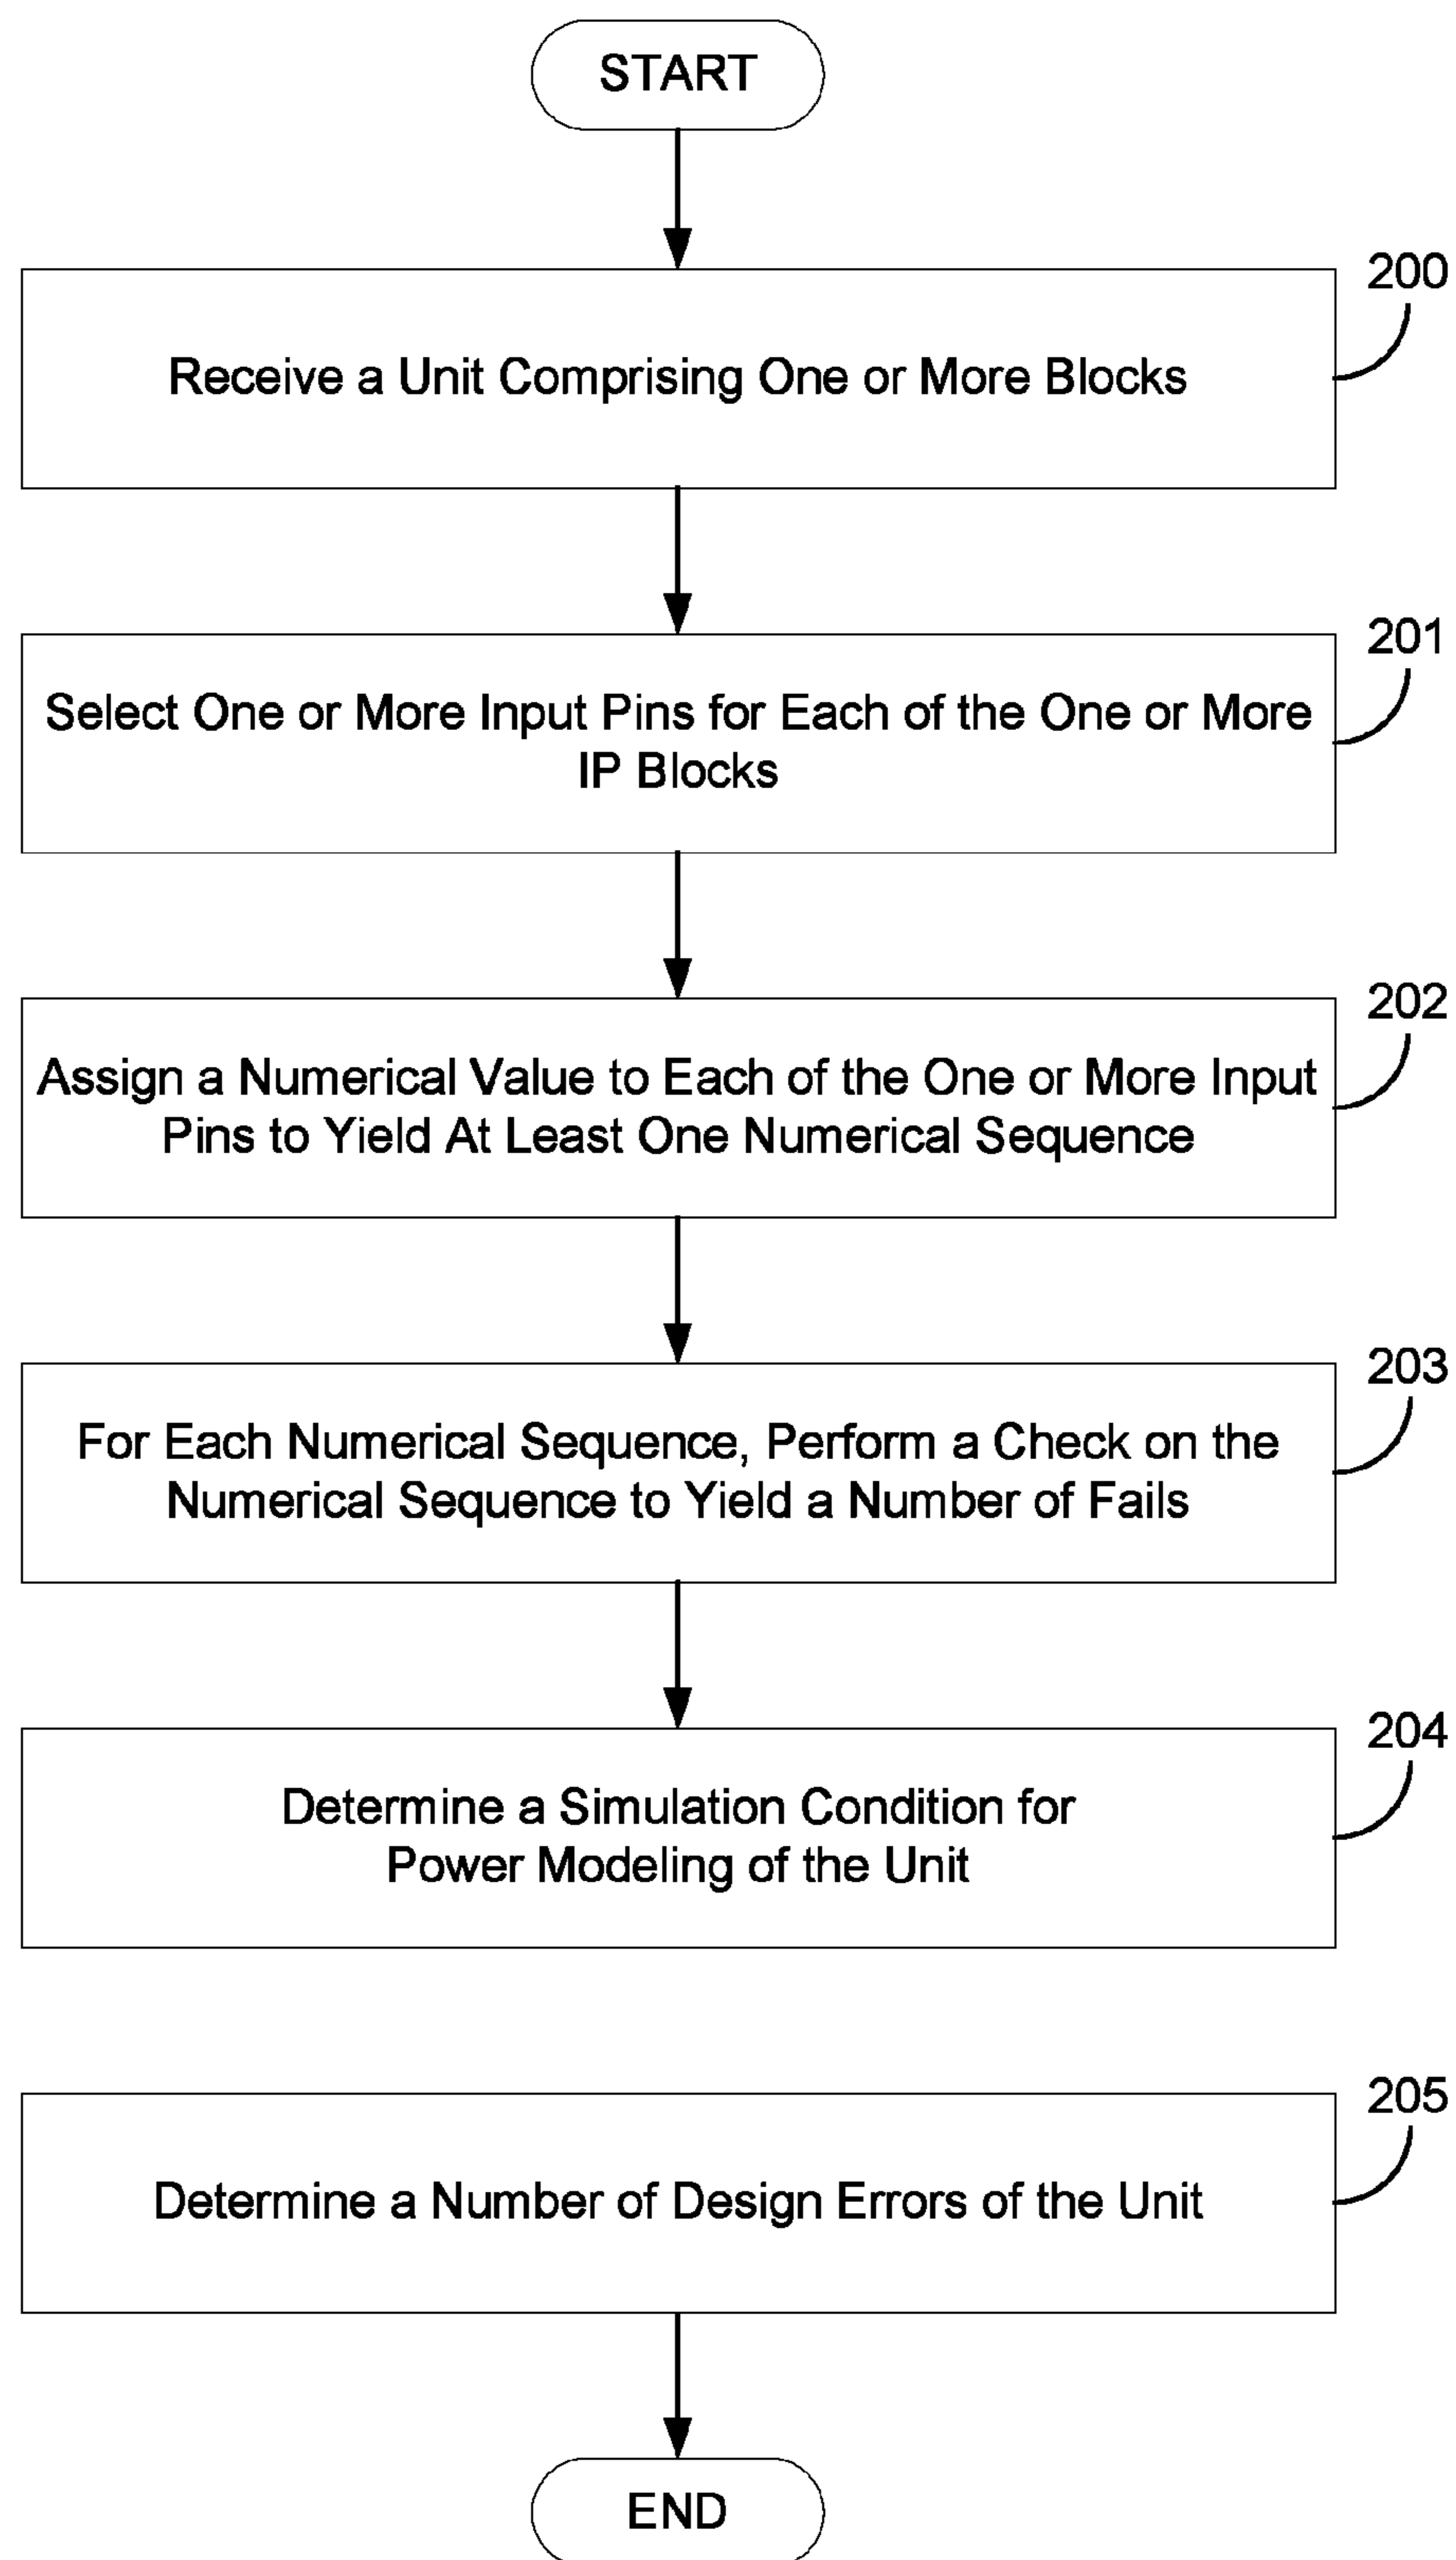 START
200
Receive a Unit Comprising One or More Blocks
201
Select One or More Input Pins for Each of the One or More
IP Blocks
202
Assign a Numerical Value to Each of the One or More Input
Pins to Yield At Least One Numerical Sequence
203
For Each Numerical Sequence, Perform a Check on the
Numerical Sequence to Yield a Number of Fails
204
Determine a Simulation Condition for
Power Modeling of the Unit
205
Determine a Number of Design Errors of the Unit
END